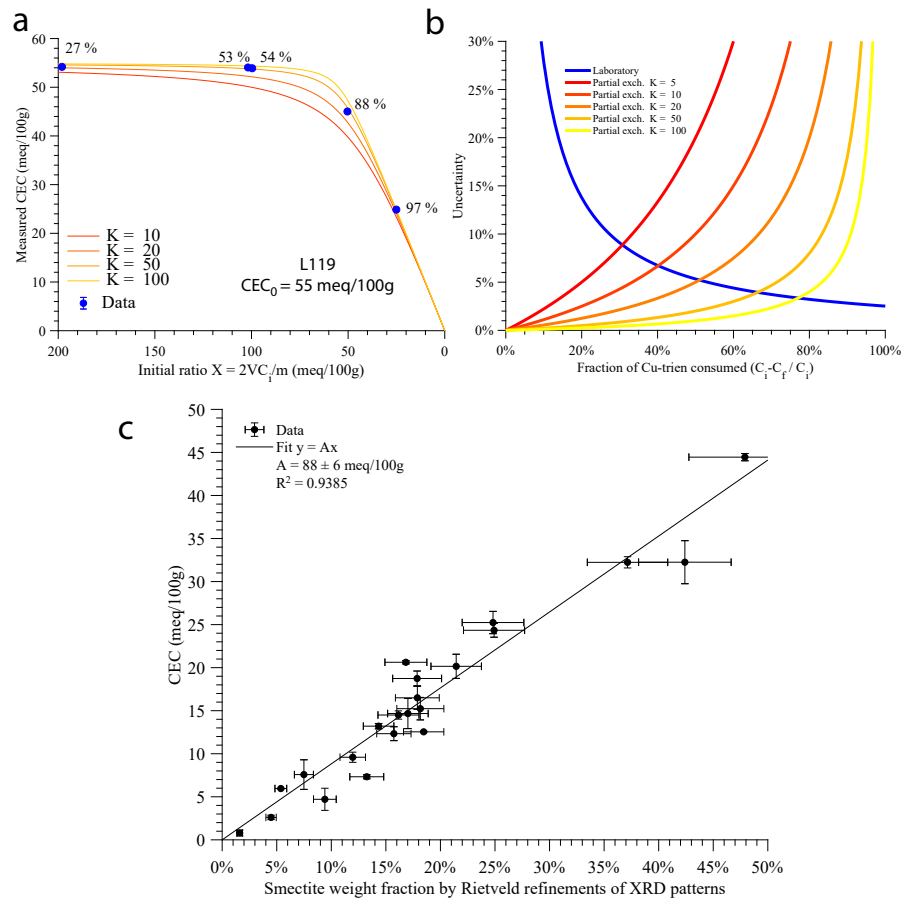 a
Measured CEC (meq/100g)
60
50
40
30
20
10
0
27 %
53 %
54 %
88 %
97 %
K = 10
K = 20
K = 50
K = 100
Data
L119
CEC0 = 55 meq/100g
200
150
100
50
0
Initial ratio X = 2VCi/m (meq/100g)
b
Uncertainty
30%
25%
20%
15%
10%
5%
0%
Laboratory
Partial exch. K = 5
Partial exch. K = 10
Partial exch. K = 20
Partial exch. K = 50
Partial exch. K = 100
0%
20%
40%
60%
80%
100%
Fraction of Cu-trien consumed (Ci-Cf / Ci)
c
CEC (meq/100g)
50
45
40
35
30
25
20
15
10
5
0
Data
Fit y = Ax
A = 88 ± 6 meq/100g
R2 = 0.9385
0%
5%
10%
15%
20%
25%
30%
35%
40%
45%
50%
Smectite weight fraction by Rietveld refinements of XRD patterns